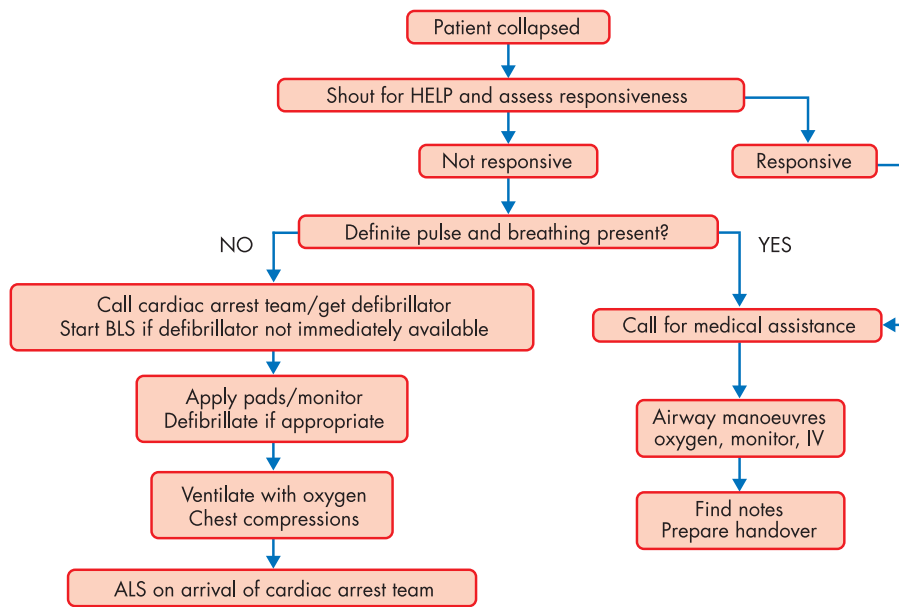 Patient collapsed
Shout for HELP and assess responsiveness
Not responsive
Responsive
Definite pulse and breathing present?
NO
YES
Call cardiac arrest team/get defibrillator
Start BLS if defibrillator not immediately available
Call for medical assistance
Apply pads/monitor
Defibrillate if appropriate
Airway manoeuvres
oxygen, monitor, IV
Ventilate with oxygen
Chest compressions
Find notes
Prepare handover
ALS on arrival of cardiac arrest team